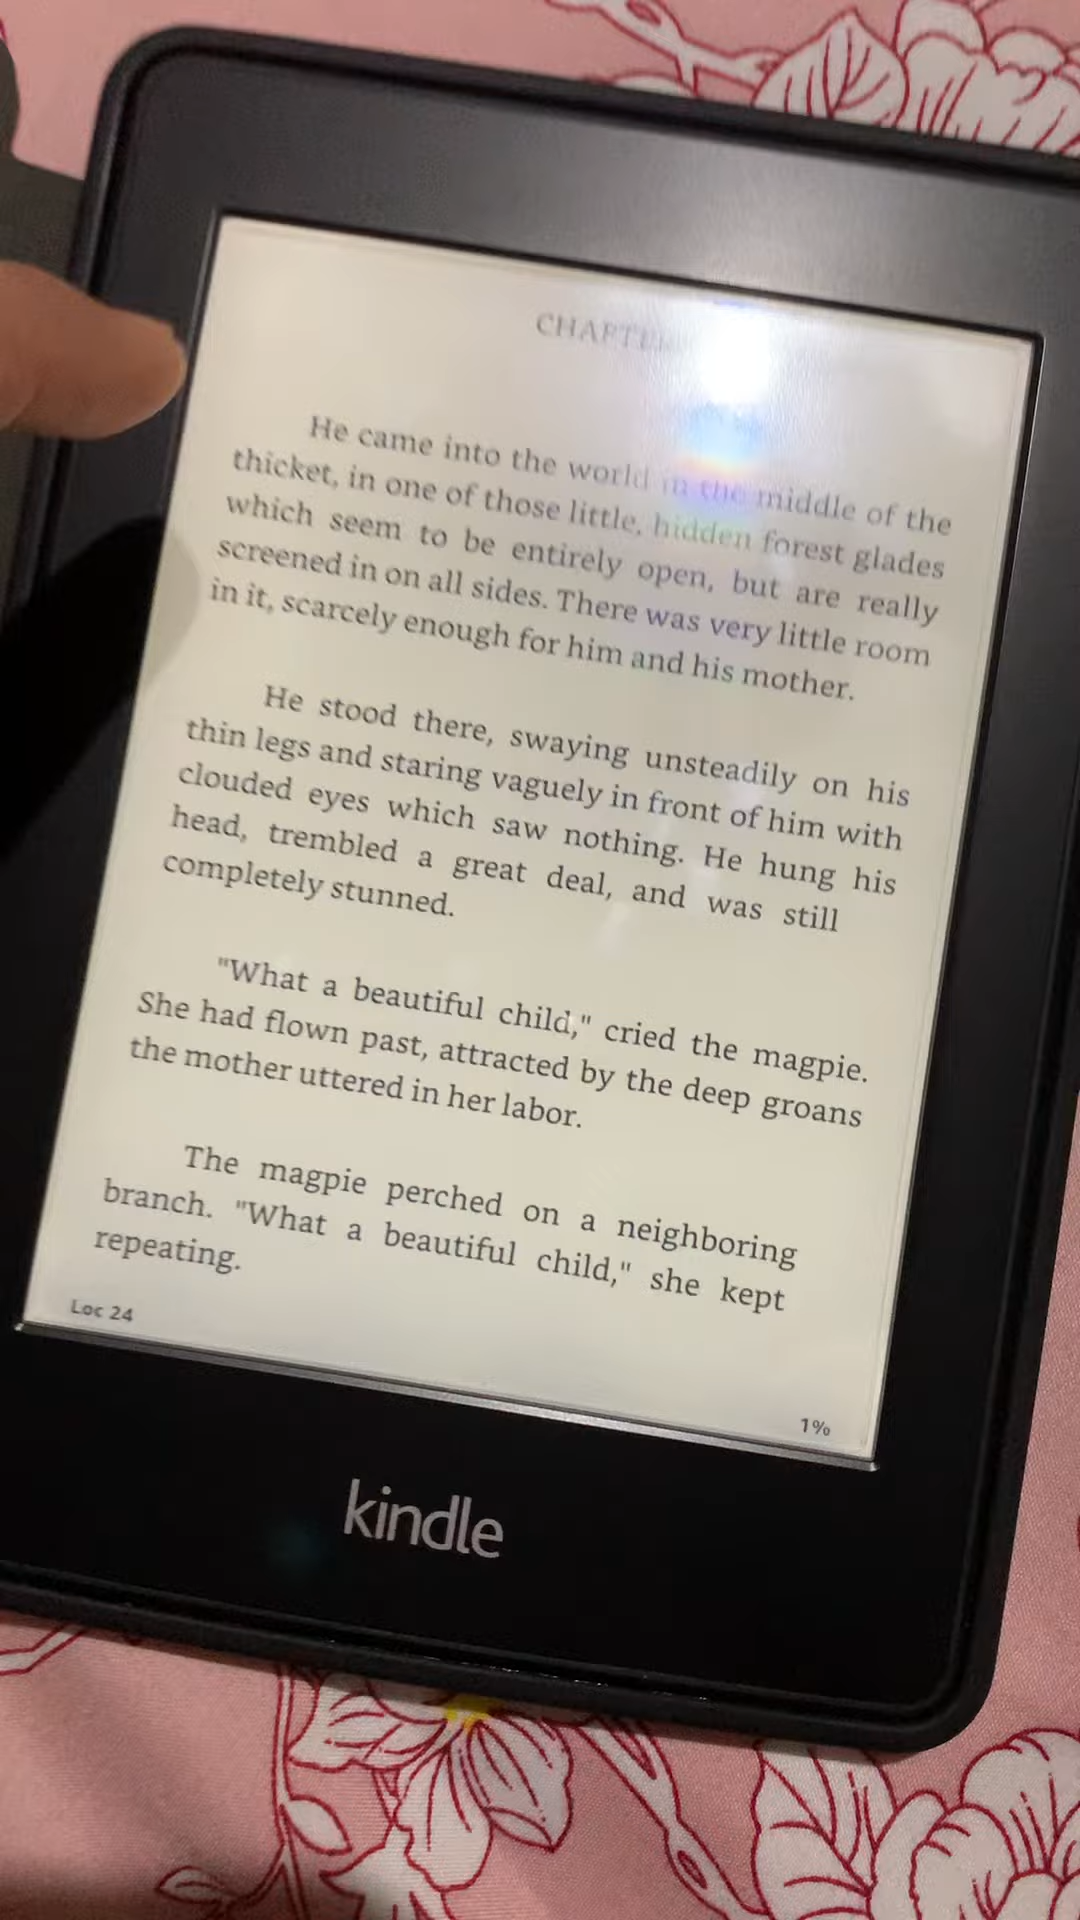 CHAPTER
He came into the world in the middle of the
thicket, in one of those little, hidden forest glades
which seem to be entirely open, but are really
screened in on all sides. There was very little room
in it, scarcely enough for him and his mother.
He stood there, swaying unsteadily on his
thin legs and staring vaguely in front of him with
clouded eyes which saw nothing. He hung his
head, trembled a great deal, and was still
completely stunned.
"What a beautiful child," cried the magpie.
She had flown past, attracted by the deep groans
the mother uttered in her labor.
The magpie perched on a neighboring
branch. "What a beautiful child," she kept
repeating.
Loc 24
1%
kindle